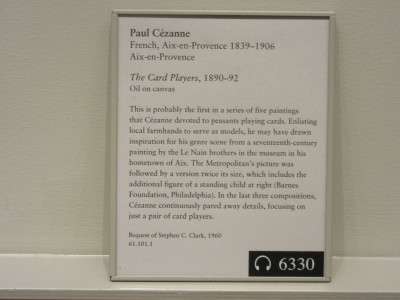 Paul Cézanne
French, Aix-en-Provence 1839–1906
Aix-en-Provence
The Card Players, 1890–92
Oil on canvas
This is probably the first in a series of five paintings
that Cézanne devoted to peasants playing cards. Enlisting
local farmhands to serve as models, he may have drawn
inspiration for his genre scene from a seventeenth-century
painting by the Le Nain brothers in the museum in his
hometown of Aix. The Metropolitan's picture was
followed by a version twice its size, which includes the
additional figure of a standing child at right (Barnes
Foundation, Philadelphia). In the last three compositions,
Cézanne continuously pared away details, focusing on
just a pair of card players.
Bequest of Stephen C. Clark, 1960
61.101.1
6330